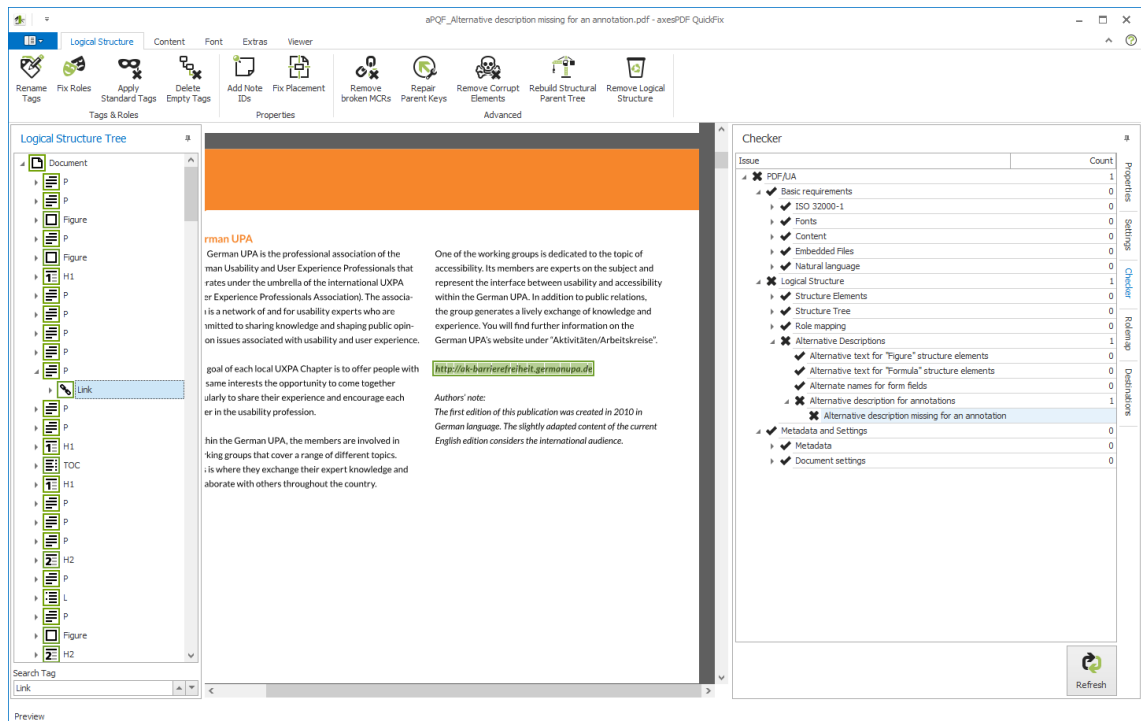 aPQF_Alternative description missing for an annotation.pdf - axesPDF QuickFix
Logical Structure Content Font Extras Viewer
Rename Tags
Fix Roles
Apply Standard Tags
Delete Empty Tags
Tags & Roles
Add Note IDs
Fix Placement
Properties
Remove broken MCRs
Repair Parent Keys
Remove Corrupt Elements
Rebuild Structural Parent Tree
Remove Logical Structure
Advanced
Logical Structure Tree
Document
P
P
Figure
P
Figure
H1
P
P
P
P
P
Link
P
P
H1
TOC
H1
P
P
P
H2
P
L
P
Figure
H2
Search Tag
Link
Preview
rman UPA
German UPA is the professional association of the
rman Usability and User Experience Professionals that
rates under the umbrella of the international UXPA
er Experience Professionals Association). The associa-
is a network of and for usability experts who are
mmitted to sharing knowledge and shaping public opin-
on issues associated with usability and user experience.
goal of each local UXPA Chapter is to offer people with
same interests the opportunity to come together
ularly to share their experience and encourage each
er in the usability profession.
hin the German UPA, the members are involved in
rking groups that cover a range of different topics.
s is where they exchange their expert knowledge and
aborate with others throughout the country.
One of the working groups is dedicated to the topic of
accessibility. Its members are experts on the subject and
represent the interface between usability and accessibility
within the German UPA. In addition to public relations,
the group generates a lively exchange of knowledge and
experience. You will find further information on the
German UPA's website under "Aktivitäten/Arbeitskreise".
http://ak-barrierefreiheit.germanupa.de
Authors' note:
The first edition of this publication was created in 2010 in
German language. The slightly adapted content of the current
English edition considers the international audience.
Checker
Issue Count
PDF/UA 1
Basic requirements 0
ISO 32000-1 0
Fonts 0
Content 0
Embedded Files 0
Natural language 0
Logical Structure 1
Structure Elements 0
Structure Tree 0
Role mapping 0
Alternative Descriptions 1
Alternative text for "Figure" structure elements 0
Alternative text for "Formula" structure elements 0
Alternate names for form fields 0
Alternative description for annotations 1
Alternative description missing for an annotation
Metadata and Settings 0
Metadata 0
Document settings 0
Refresh
Properties
Settings
Checker
Rolemap
Destinations